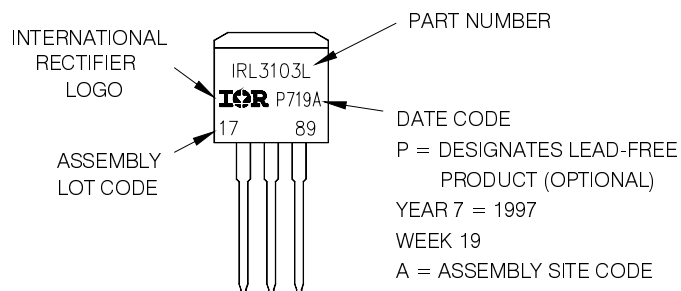 INTERNATIONAL
RECTIFIER
LOGO
ASSEMBLY
LOT CODE
IRL3103L
IOR P719A
17 89
PART NUMBER
DATE CODE
P = DESIGNATES LEAD-FREE
PRODUCT (OPTIONAL)
YEAR 7 = 1997
WEEK 19
A = ASSEMBLY SITE CODE